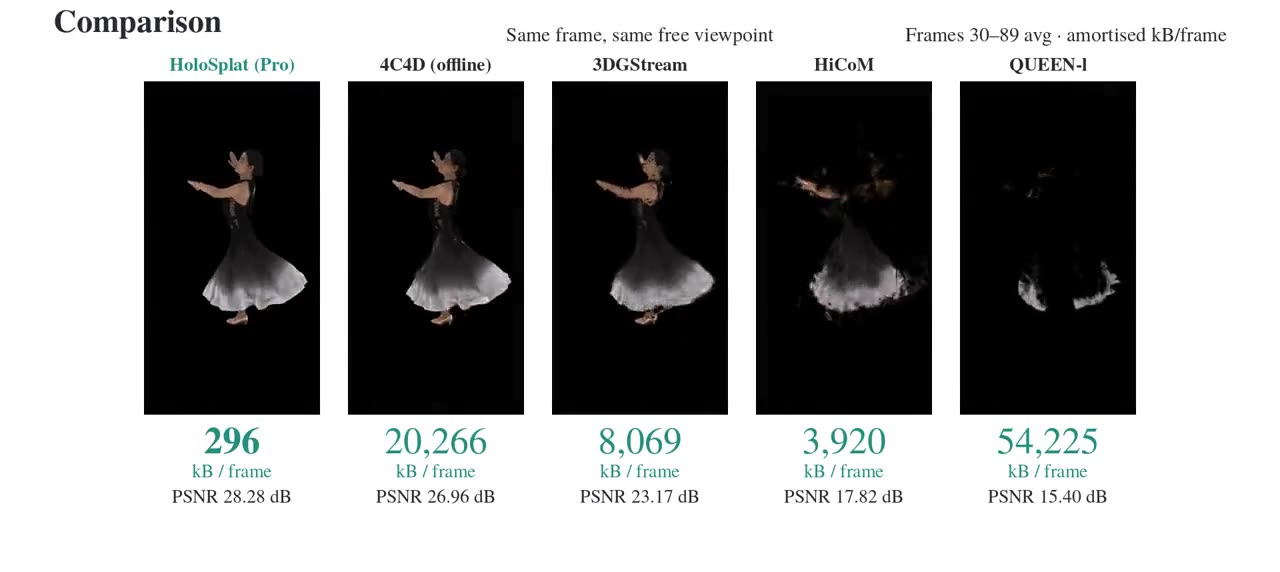 Comparison
Same frame, same free viewpoint
Frames 30–89 avg · amortised kB/frame
HoloSplat (Pro)
4C4D (offline)
3DGStream
HiCoM
QUEEN-l
296
20,266
8,069
3,920
54,225
kB / frame
kB / frame
kB / frame
kB / frame
kB / frame
PSNR 28.28 dB
PSNR 26.96 dB
PSNR 23.17 dB
PSNR 17.82 dB
PSNR 15.40 dB